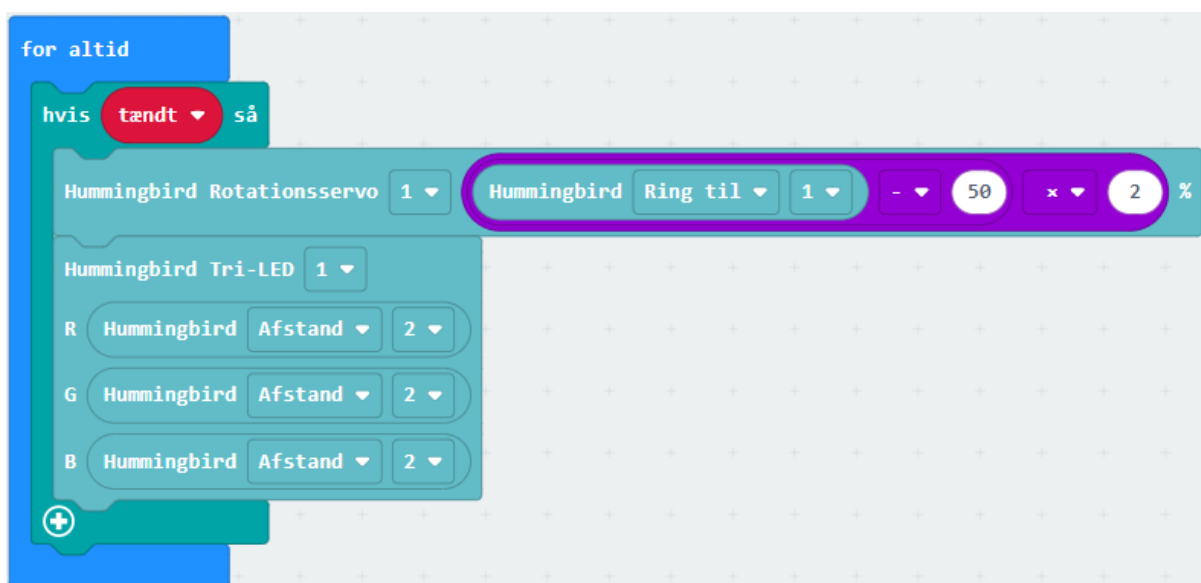 for altid
hvis tændt så
Hummingbird Rotationsservo 1 Hummingbird Ring til 1 - 50 × 2 %
Hummingbird Tri-LED 1
R Hummingbird Afstand 2
G Hummingbird Afstand 2
B Hummingbird Afstand 2